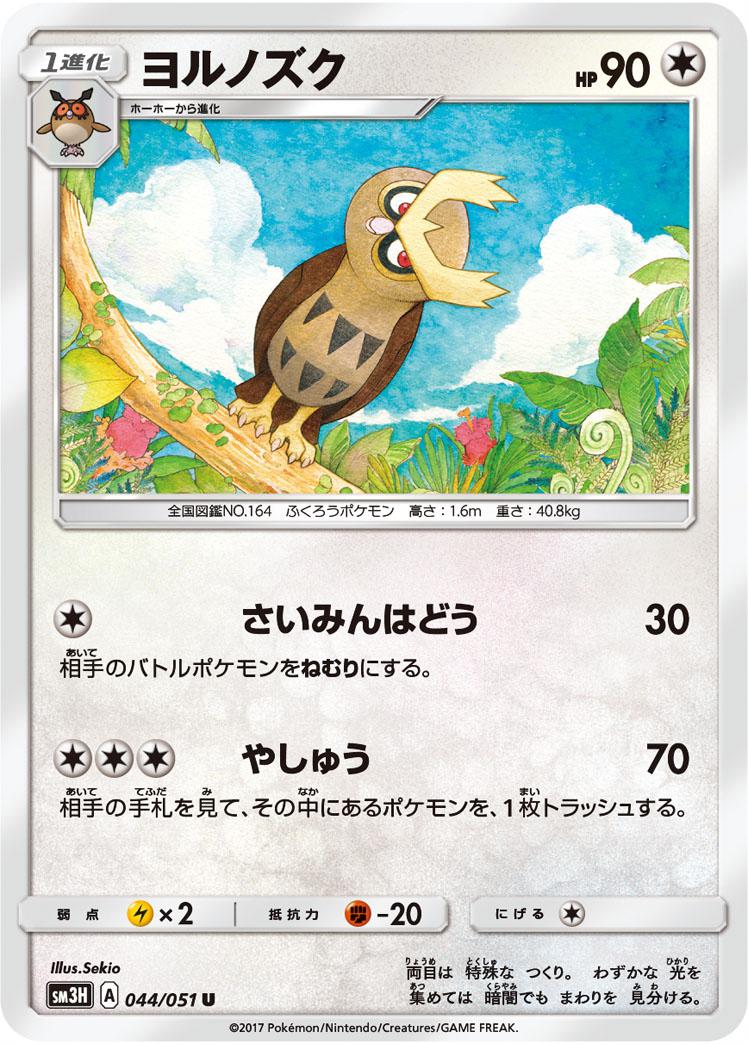 1進化
ヨルノズク
HP 90
ホーホーから進化
全国図鑑NO.164 ふくろうポケモン 高さ:1.6m 重さ:40.8kg
さいみんはどう 30
相手のバトルポケモンをねむりにする。
やしゅう 70
相手の手札を見て、その中にあるポケモンを、1枚トラッシュする。
弱点 ×2 抵抗力 -20 にげる
Illus.Sekio
両目は 特殊な つくり。 わずかな 光を
集めては 暗闇でも まわりを 見分ける。
SM3H A 044/051 U
©2017 Pokémon/Nintendo/Creatures/GAME FREAK.